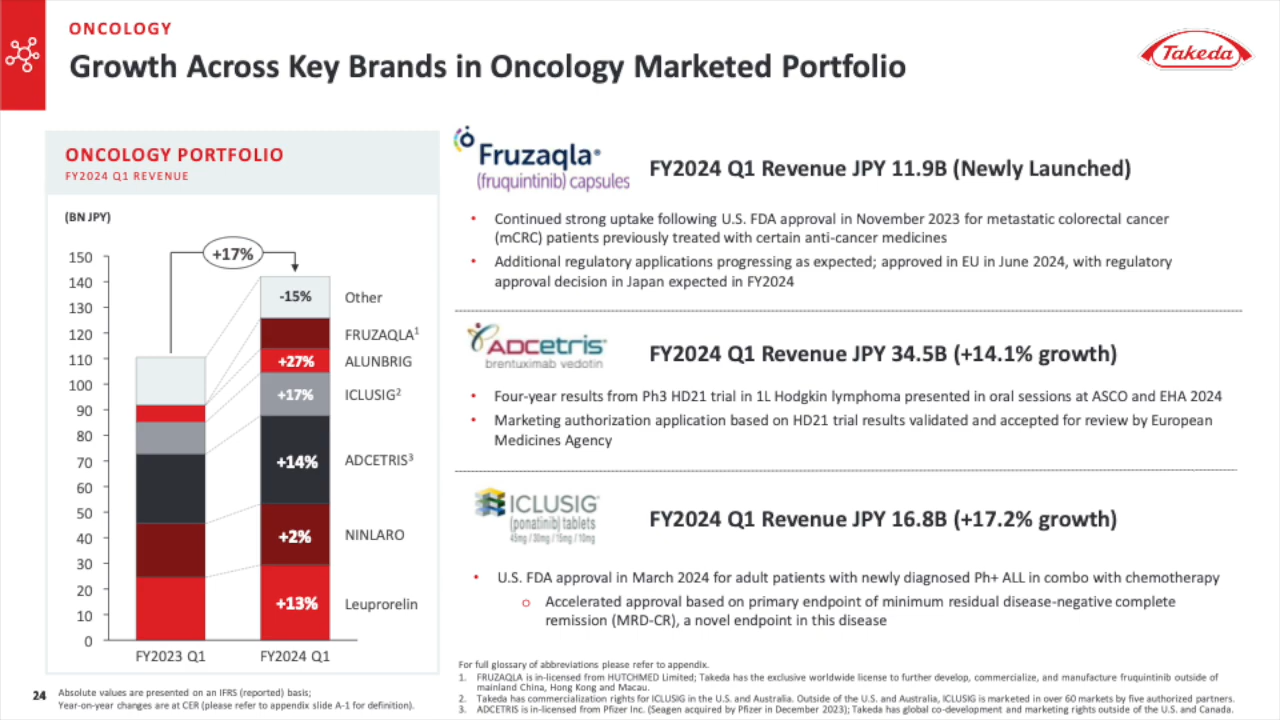 ONCOLOGY
Growth Across Key Brands in Oncology Marketed Portfolio
Takeda
ONCOLOGY PORTFOLIO
FY2024 Q1 REVENUE
(BN JPY)
+17%
150
140
130
120
110
100
90
80
70
60
50
40
30
20
10
0
-15%
+27%
+17%
+14%
+2%
+13%
Other
FRUZAQLA1
ALUNBRIG
ICLUSIG2
ADCETRIS3
NINLARO
Leuprorelin
FY2023 Q1
FY2024 Q1
Fruzaqla®
(fruquintinib) capsules
FY2024 Q1 Revenue JPY 11.9B (Newly Launched)
• Continued strong uptake following U.S. FDA approval in November 2023 for metastatic colorectal cancer
(mCRC) patients previously treated with certain anti-cancer medicines
• Additional regulatory applications progressing as expected; approved in EU in June 2024, with regulatory
approval decision in Japan expected in FY2024
ADCetris
brentuximab vedotin
FY2024 Q1 Revenue JPY 34.5B (+14.1% growth)
• Four-year results from Ph3 HD21 trial in 1L Hodgkin lymphoma presented in oral sessions at ASCO and EHA 2024
• Marketing authorization application based on HD21 trial results validated and accepted for review by European
Medicines Agency
ICLUSIG
(ponatinib) tablets
45mg / 30mg / 15mg / 10mg
FY2024 Q1 Revenue JPY 16.8B (+17.2% growth)
• U.S. FDA approval in March 2024 for adult patients with newly diagnosed Ph+ ALL in combo with chemotherapy
o Accelerated approval based on primary endpoint of minimum residual disease-negative complete
remission (MRD-CR), a novel endpoint in this disease
For full glossary of abbreviations please refer to appendix.
1. FRUZAQLA is in-licensed from HUTCHMED Limited; Takeda has the exclusive worldwide license to further develop, commercialize, and manufacture fruquintinib outside of
mainland China, Hong Kong and Macau.
2. Takeda has commercialization rights for ICLUSIG in the U.S. and Australia. Outside of the U.S. and Australia, ICLUSIG is marketed in over 60 markets by five authorized partners.
3. ADCETRIS is in-licensed from Pfizer Inc. (Seagen acquired by Pfizer in December 2023); Takeda has global co-development and marketing rights outside of the U.S. and Canada.
24
Absolute values are presented on an IFRS (reported) basis;
Year-on-year changes are at CER (please refer to appendix slide A-1 for definition).